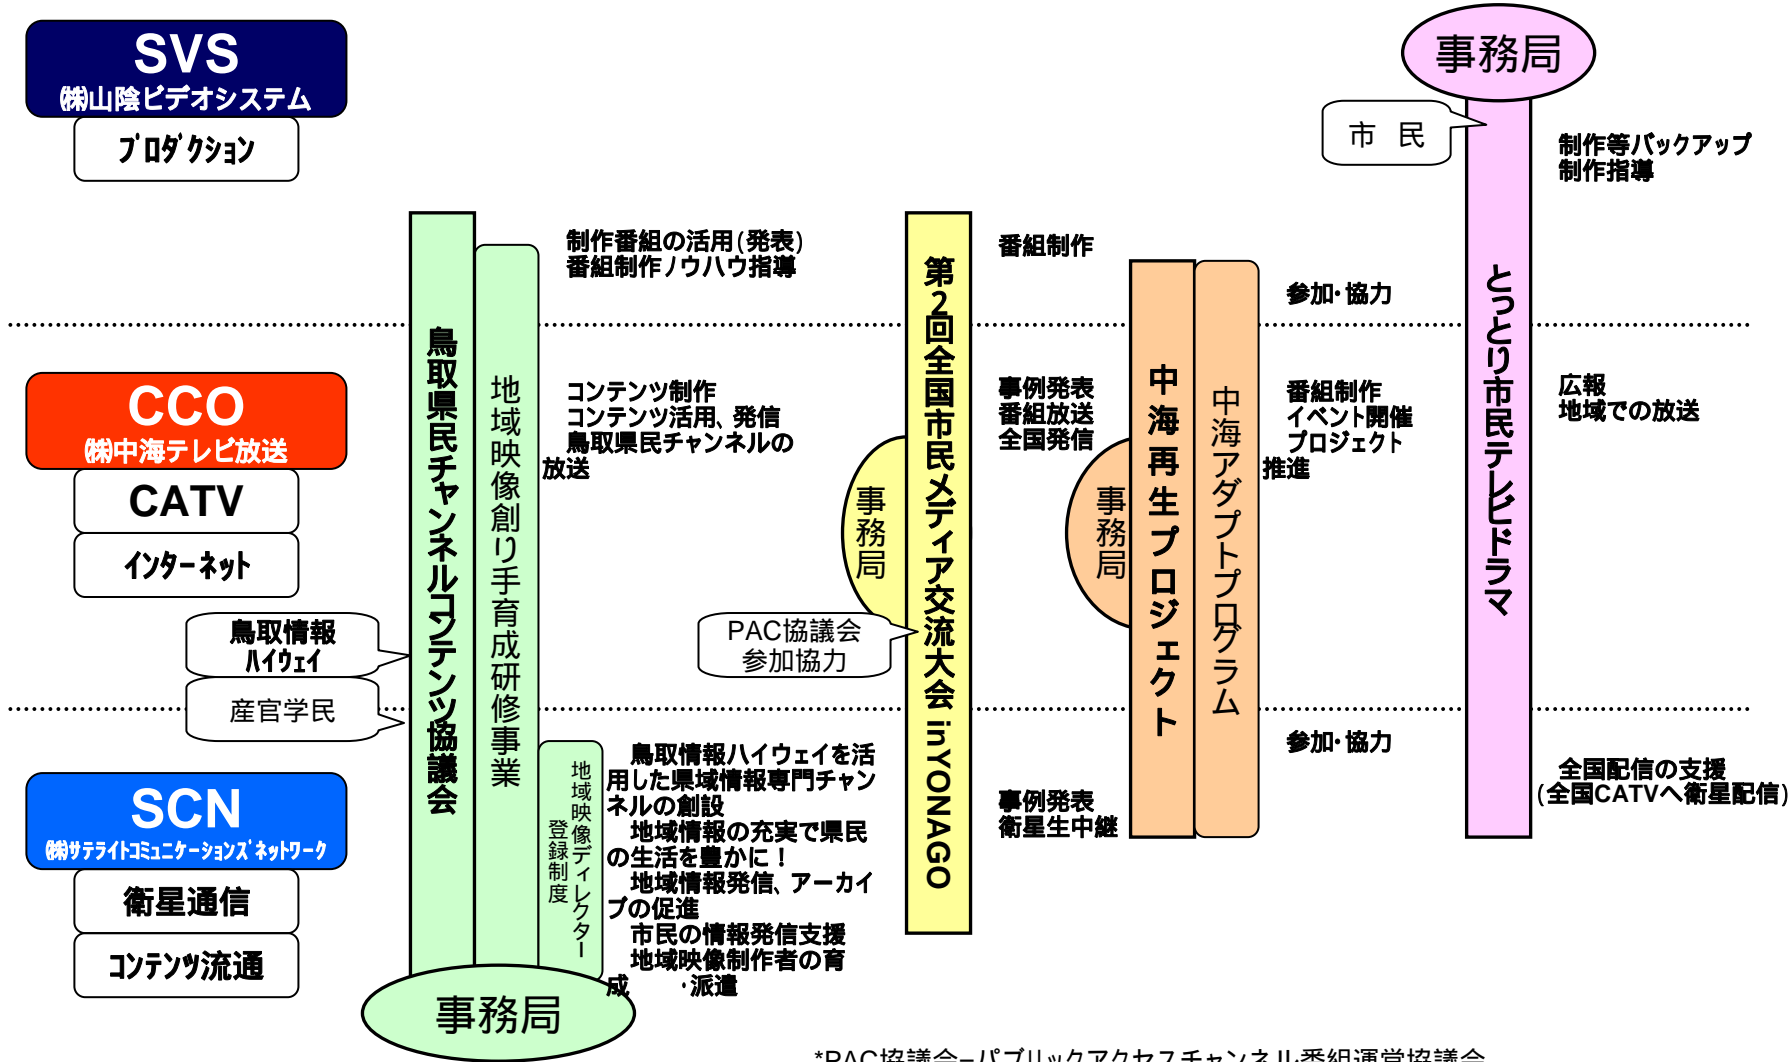 SVS
㈱山陰ビデオシステム
プロダクション
CCO
㈱中海テレビ放送
CATV
インターネット
鳥取情報
ハイウェイ
産官学民
SCN
㈱サテライトコミュニケーションズネットワーク
衛星通信
コンテンツ流通
鳥取県民チャンネルコンテンツ協議会
地域映像創り手育成研修事業
地域映像ディレクター
登録制度
事務局
制作番組の活用(発表)
番組制作ノウハウ指導
コンテンツ制作
コンテンツ活用、発信
鳥取県民チャンネルの
放送
鳥取情報ハイウェイを活
用した県域情報専門チャン
ネルの創設
地域情報の充実で県民
の生活を豊かに！
地域情報発信、アーカイ
ブの促進
市民の情報発信支援
地域映像制作者の育
成　・派遣
第2回全国市民メディア交流大会 inYONAGO
事務局
PAC協議会
参加協力
番組制作
事例発表
番組放送
全国発信
事例発表
衛星生中継
中海再生プロジェクト
中海アダプトプログラム
事務局
参加・協力
番組制作
イベント開催
プロジェクト
推進
参加・協力
事務局
市 民
とっとり市民テレビドラマ
制作等バックアップ
制作指導
広報
地域での放送
全国配信の支援
(全国CATVへ衛星配信)
*PAC協議会−パブリックアクセスチャンネル番組運営協議会